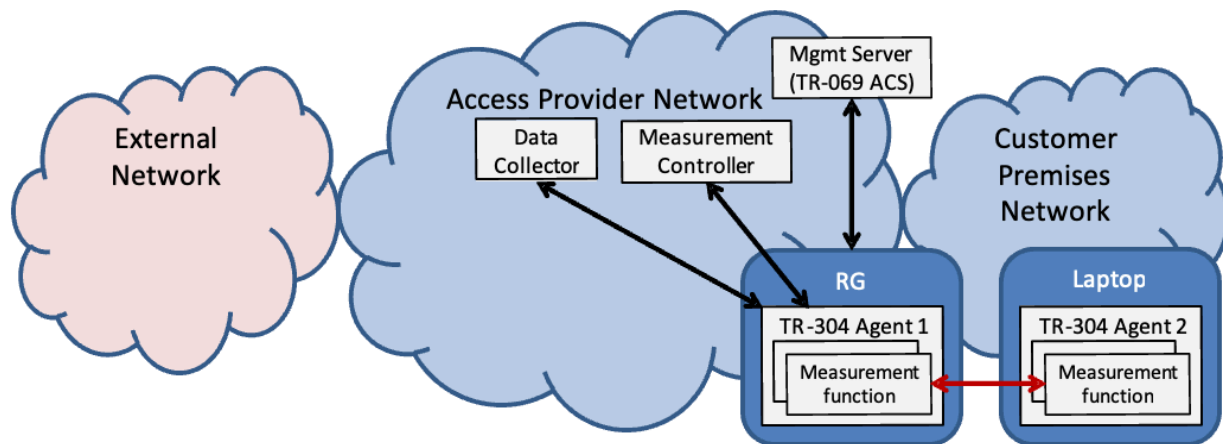 External
Network
Access Provider Network
Data
Collector
Measurement
Controller
Mgmt Server
(TR-069 ACS)
Customer
Premises
Network
RG
TR-304 Agent 1
Measurement
function
Laptop
TR-304 Agent 2
Measurement
function